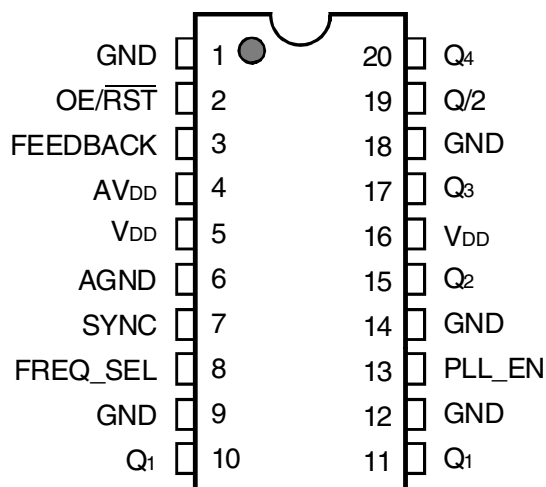 GND 1 20 Q4
OE/RST 2 19 Q/2
FEEDBACK 3 18 GND
AVDD 4 17 Q3
VDD 5 16 VDD
AGND 6 15 Q2
SYNC 7 14 GND
FREQ_SEL 8 13 PLL_EN
GND 9 12 GND
Q1 10 11 Q1